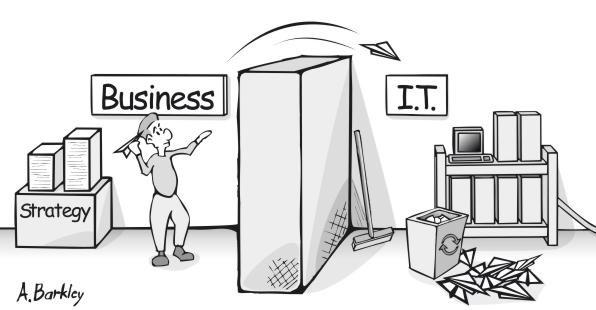 Business
I.T.
Strategy
A. Barkley